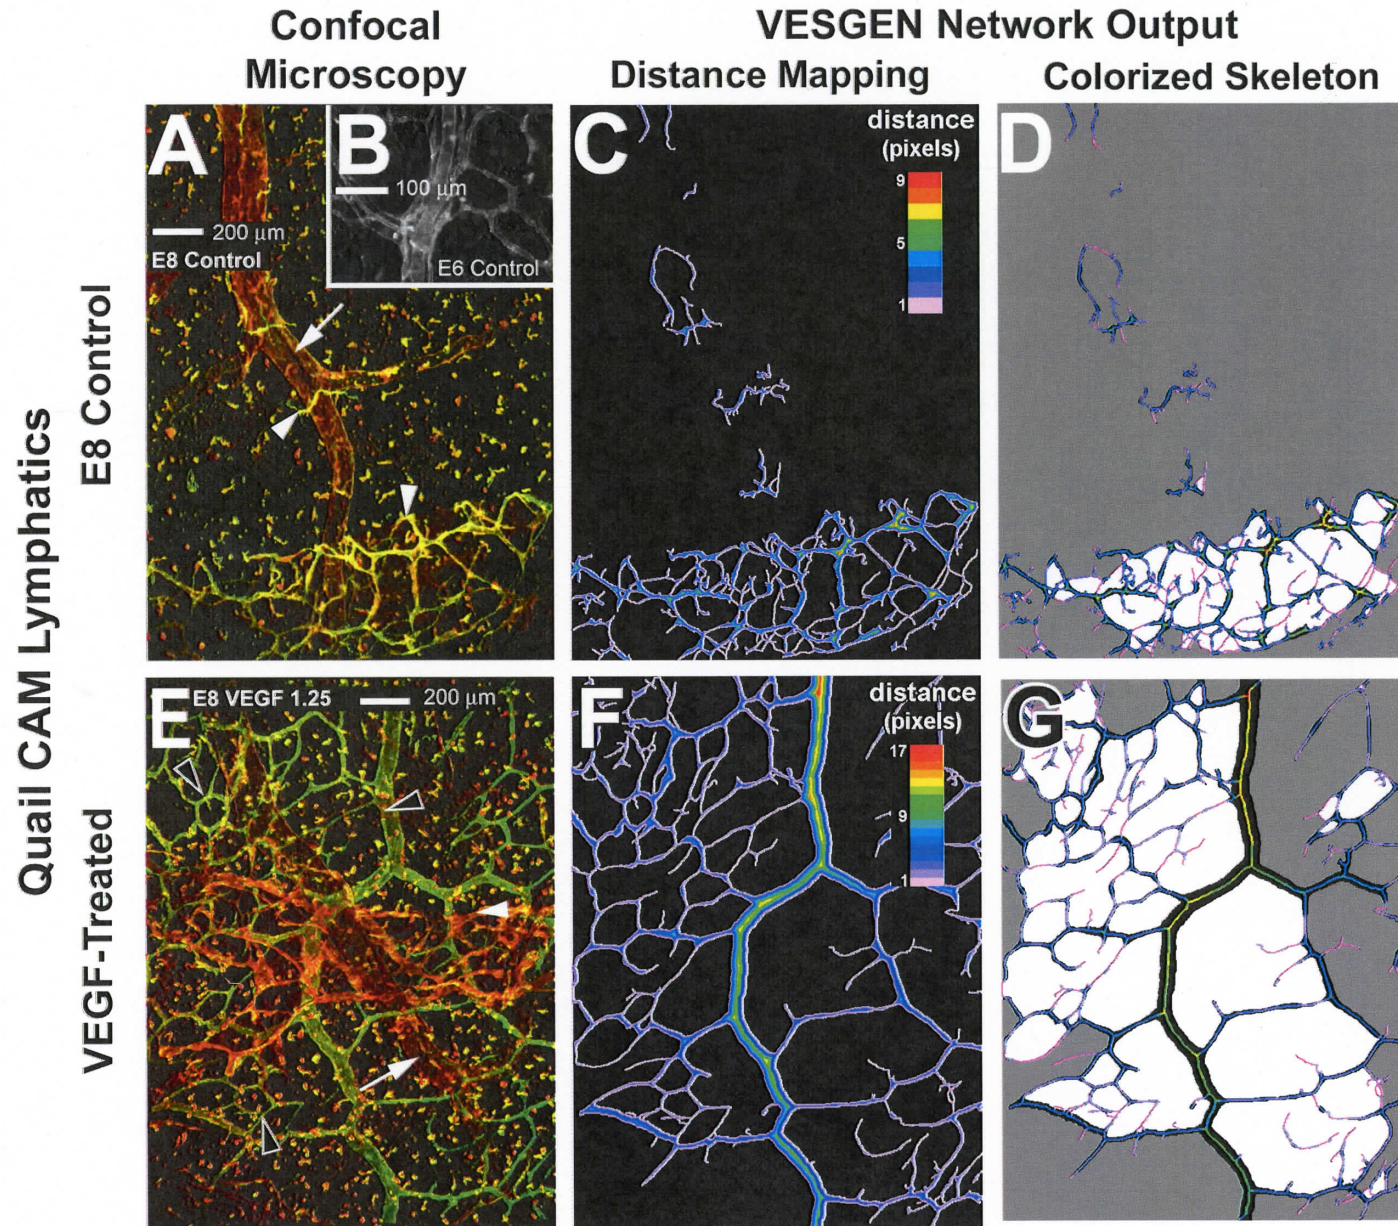 Confocal
Microscopy
VESGEN Network Output
Distance Mapping
Colorized Skeleton
Quail CAM Lymphatics
E8 Control
VEGF-Treated
A
200 µm
E8 Control
B
100 µm
E6 Control
C
distance
(pixels)
9
5
1
D
E
E8 VEGF 1.25
200 µm
F
distance
(pixels)
17
9
1
G